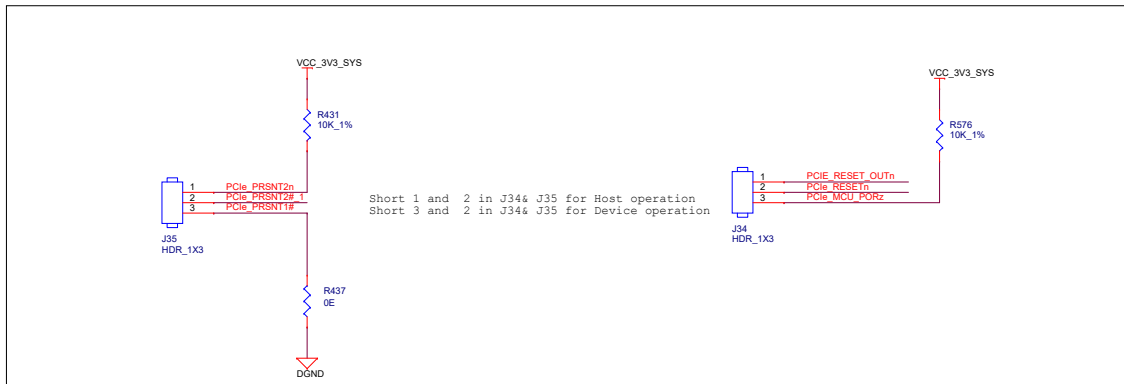 VCC_3V3_SYS
R431
10K_1%
1 PCIe_PRSNT2n
2 PCIe_PRSNT2#_1
3 PCIe_PRSNT1#
J35
HDR_1X3
R437
0E
DGND
Short 1 and  2 in J34& J35 for Host operation
Short 3 and  2 in J34& J35 for Device operation
VCC_3V3_SYS
R576
10K_1%
1 PCIE_RESET_OUTn
2 PCIe_RESETn
3 PCIe_MCU_PORz
J34
HDR_1X3